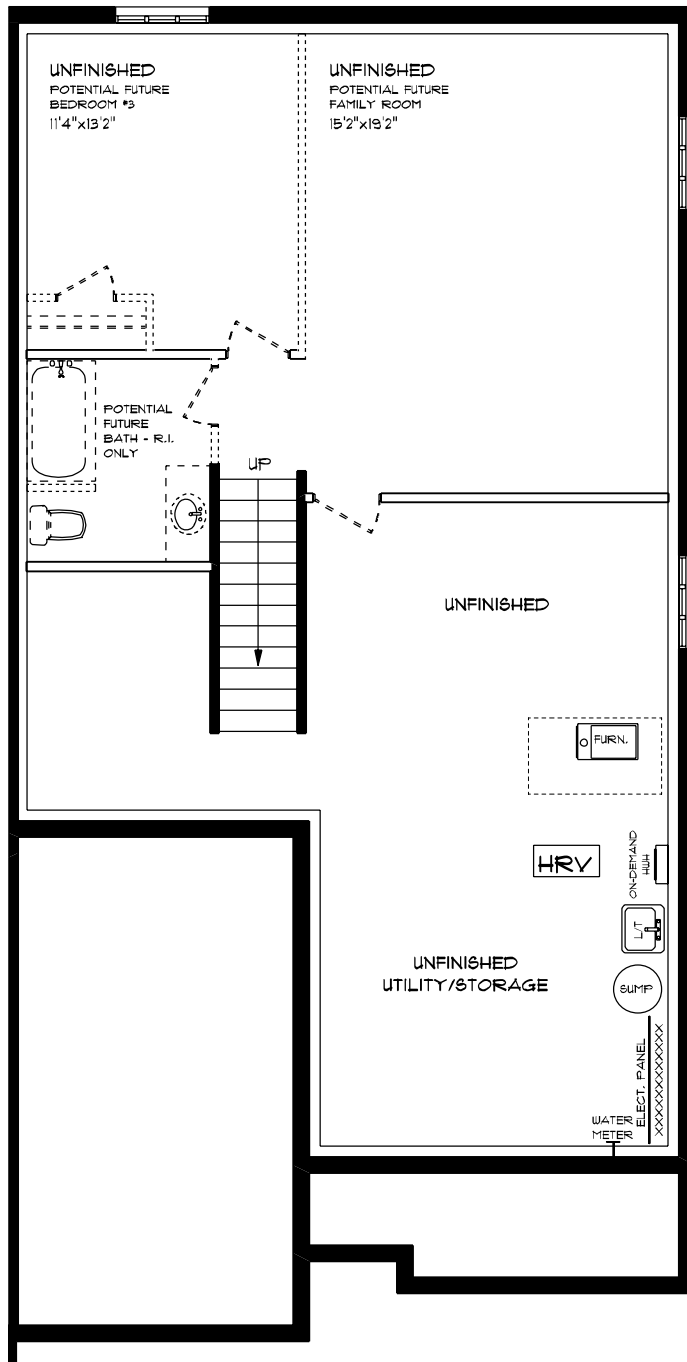 UNFINISHED
POTENTIAL FUTURE
BEDROOM #3
11'4"x13'2"
UNFINISHED
POTENTIAL FUTURE
FAMILY ROOM
15'2"x19'2"
POTENTIAL
FUTURE
BATH - R.I.
ONLY
UP
UNFINISHED
FURN.
HRV
ON-DEMAND
HWH
L/T
UNFINISHED
UTILITY/STORAGE
SUMP
ELECT. PANEL
XXXXXXXXXXXX
WATER
METER